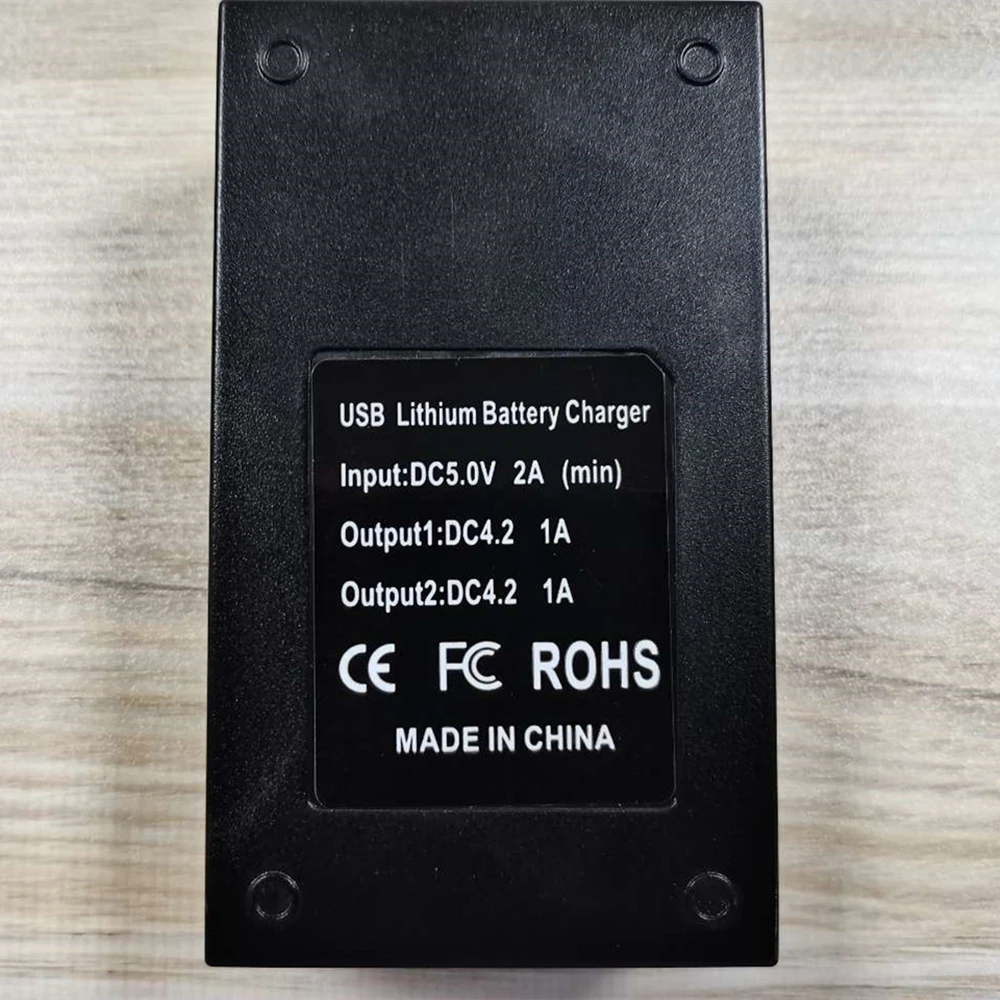 USB Lithium Battery Charger
Input:DC5.0V 2A (min)
Output1:DC4.2 1A
Output2:DC4.2 1A
CE FC ROHS
MADE IN CHINA